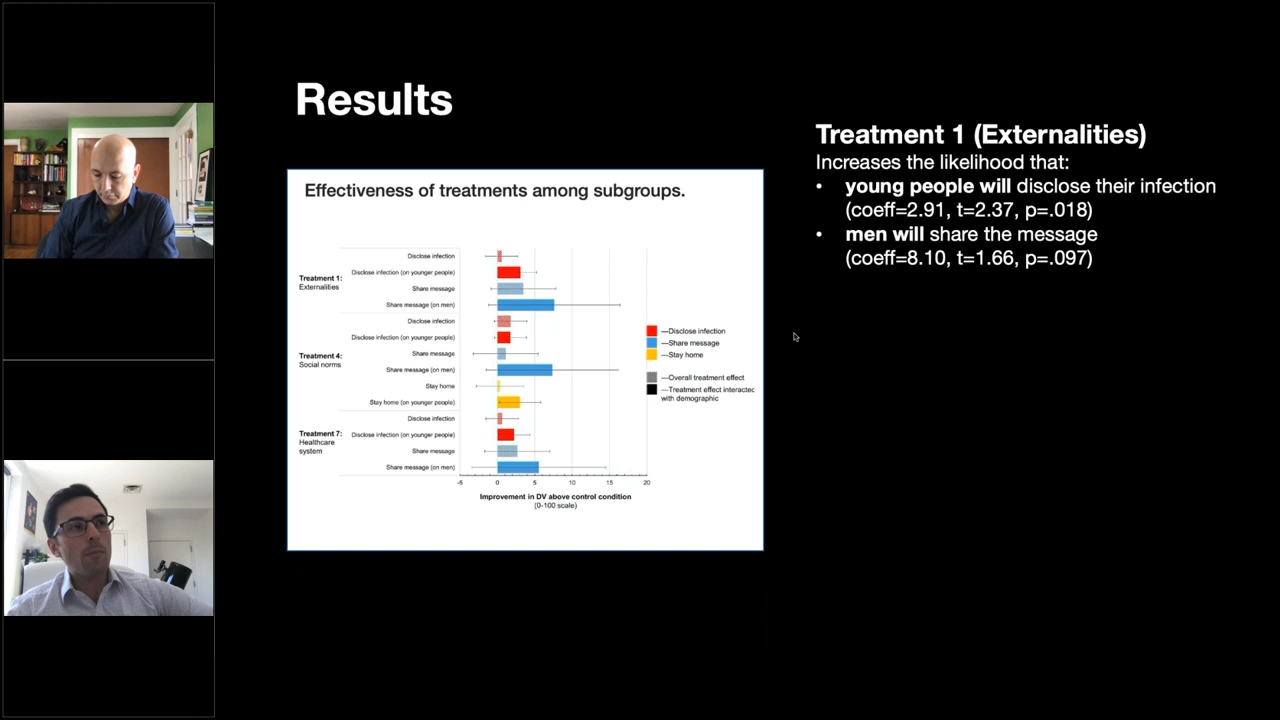 Results
Treatment 1 (Externalities)
Increases the likelihood that:
• young people will disclose their infection
(coeff=2.91, t=2.37, p=.018)
• men will share the message
(coeff=8.10, t=1.66, p=.097)
Effectiveness of treatments among subgroups.
Treatment 1:
Externalities
Disclose infection
Disclose infection (on younger people)
Share message
Share message (on men)
Treatment 4:
Social norms
Disclose infection
Disclose infection (on younger people)
Share message
Share message (on men)
Stay home
Stay home (on younger people)
Treatment 7:
Healthcare
system
Disclose infection
Disclose infection (on younger people)
Share message
Share message (on men)
-5 0 5 10 15 20
Improvement in DV above control condition
(0-100 scale)
—Disclose infection
—Share message
—Stay home
—Overall treatment effect
—Treatment effect interacted
with demographic